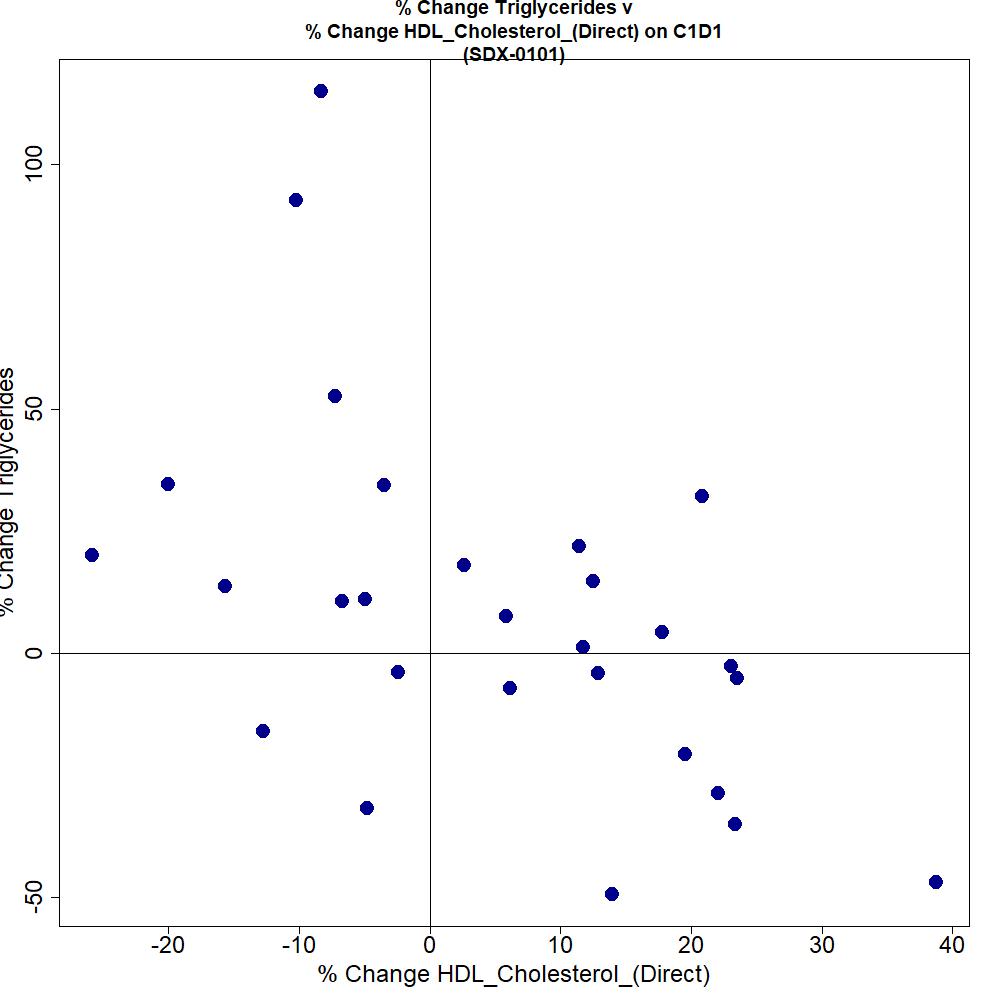 % Change Triglycerides v
% Change HDL_Cholesterol_(Direct) on C1D1
(SDX-0101)
% Change Triglycerides
100
50
0
-50
-20
-10
0
10
20
30
40
% Change HDL_Cholesterol_(Direct)